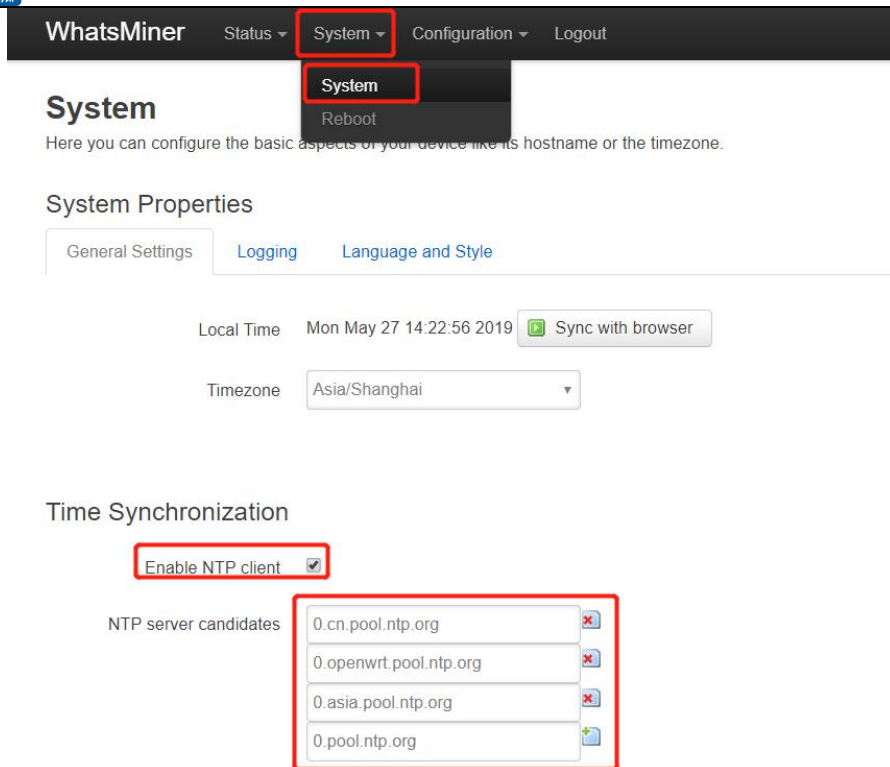 WhatsMiner Status System Configuration Logout
System
Reboot
System
Here you can configure the basic aspects of your device like its hostname or the timezone.
System Properties
General Settings Logging Language and Style
Local Time Mon May 27 14:22:56 2019 Sync with browser
Timezone Asia/Shanghai
Time Synchronization
Enable NTP client
NTP server candidates 0.cn.pool.ntp.org
0.openwrt.pool.ntp.org
0.asia.pool.ntp.org
0.pool.ntp.org